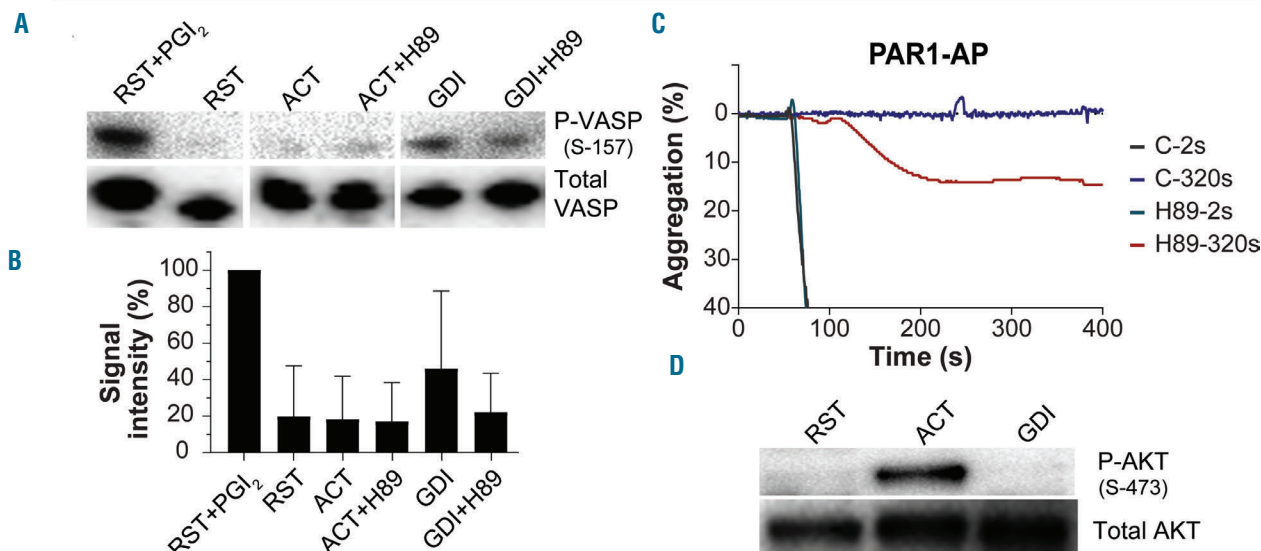 A
RST+PGI2
RST
ACT
ACT+H89
GDI
GDI+H89
P-VASP
(S-157)
Total
VASP
B
Signal
intensity (%)
100
80
60
40
20
0
RST+PGI2
RST
ACT
ACT+H89
GDI
GDI+H89
C
PAR1-AP
Aggregation (%)
0
10
20
30
40
0
100
200
300
400
Time (s)
C-2s
C-320s
H89-2s
H89-320s
D
RST
ACT
GDI
P-AKT
(S-473)
Total AKT